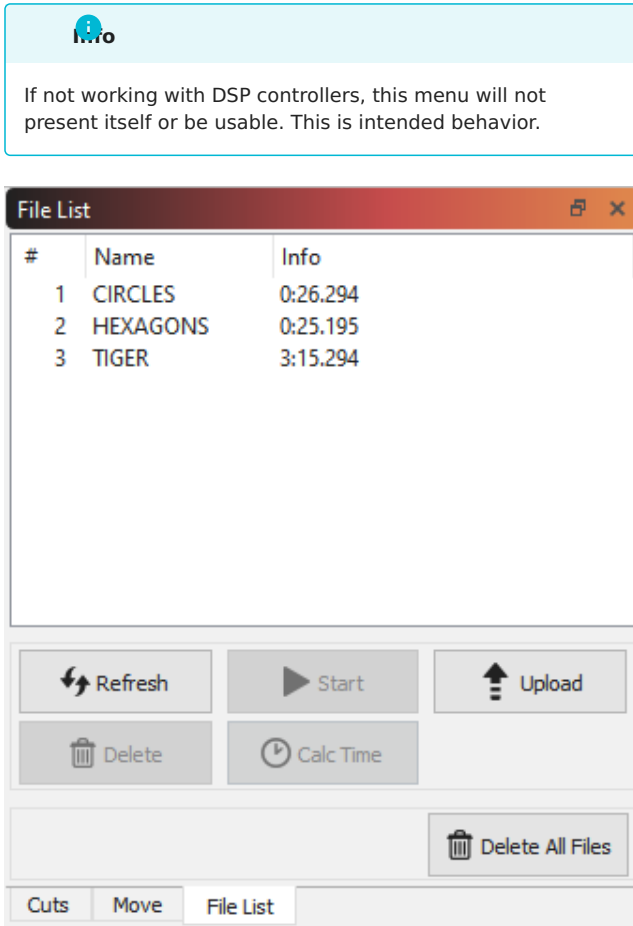 Info
If not working with DSP controllers, this menu will not
present itself or be usable. This is intended behavior.
File List
# Name Info
1 CIRCLES 0:26.294
2 HEXAGONS 0:25.195
3 TIGER 3:15.294
Refresh Start Upload
Delete Calc Time
Delete All Files
Cuts Move File List